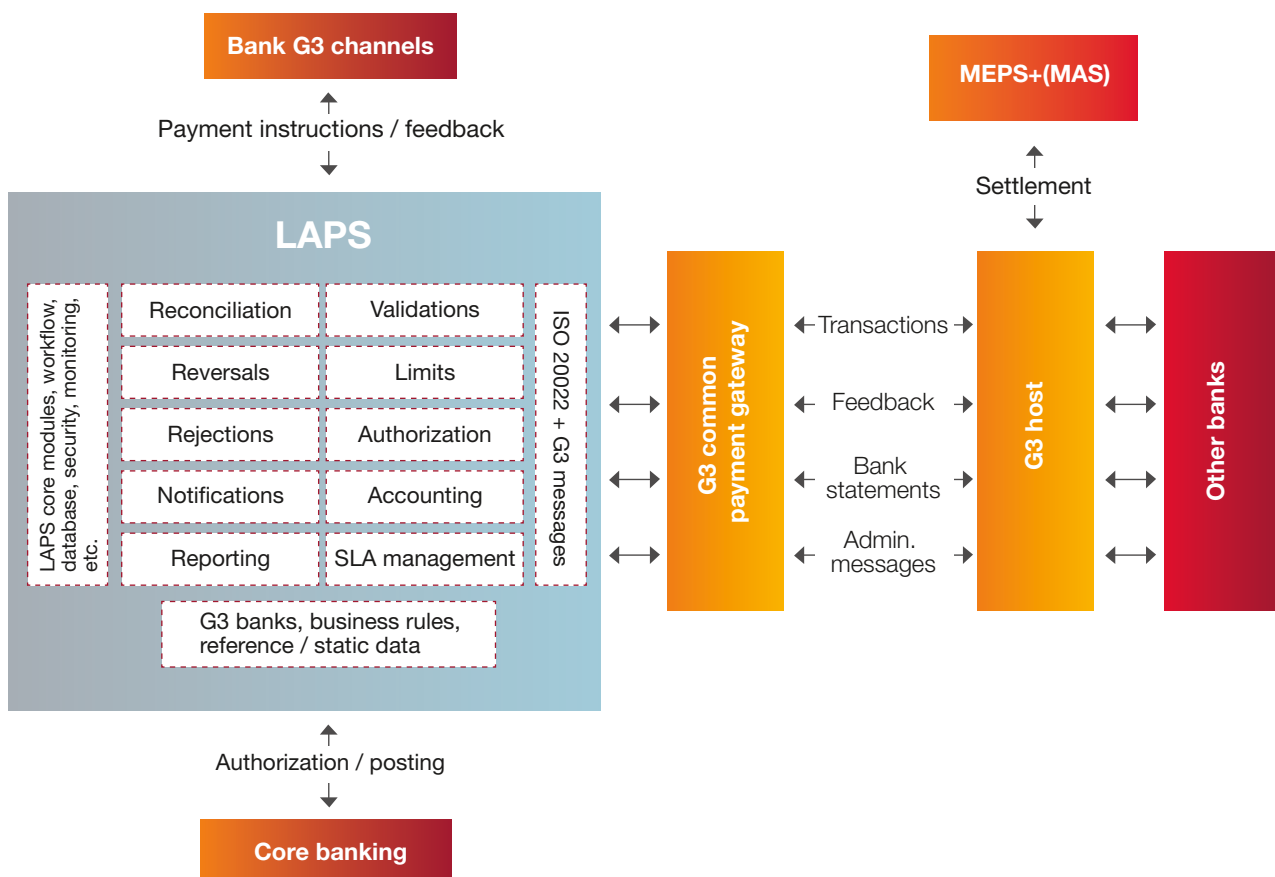 Bank G3 channels
MEPS+(MAS)
Payment instructions / feedback
Settlement
LAPS
LAPS core modules, workflow,
database, security, monitoring,
etc.
Reconciliation
Validations
Reversals
Limits
Rejections
Authorization
Notifications
Accounting
Reporting
SLA management
ISO 20022 + G3 messages
G3 banks, business rules,
reference / static data
G3 common
payment gateway
Transactions
Feedback
Bank
statements
Admin.
messages
G3 host
Other banks
Authorization / posting
Core banking